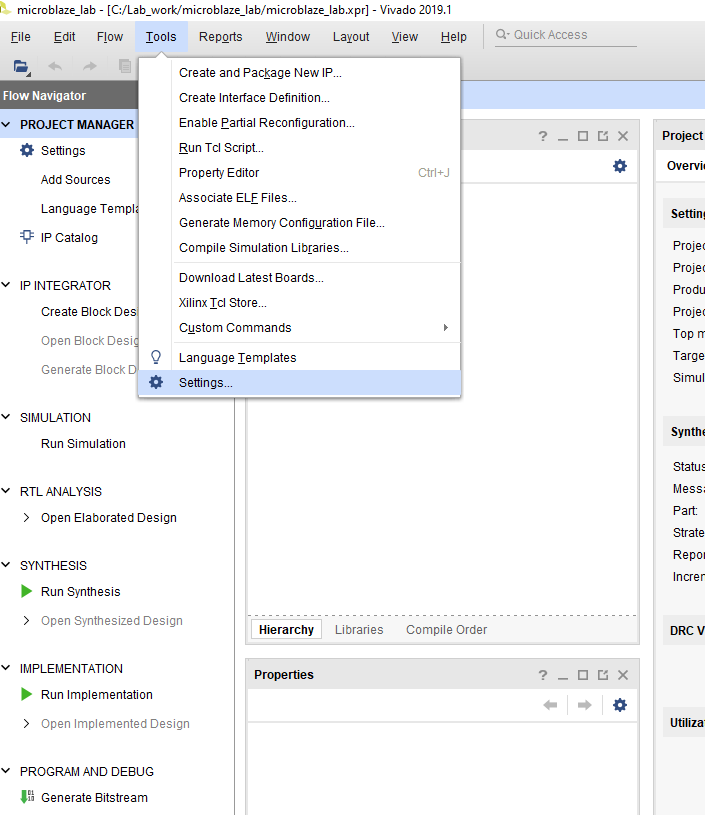 microblaze_lab - [C:/Lab_work/microblaze_lab/microblaze_lab.xpr] - Vivado 2019.1
File Edit Flow Tools Reports Window Layout View Help Quick Access
Flow Navigator
PROJECT MANAGER
Settings
Add Sources
Language Templa
IP Catalog
IP INTEGRATOR
Create Block Des
Open Block Desig
Generate Block D
SIMULATION
Run Simulation
RTL ANALYSIS
Open Elaborated Design
SYNTHESIS
Run Synthesis
Open Synthesized Design
IMPLEMENTATION
Run Implementation
Open Implemented Design
PROGRAM AND DEBUG
Generate Bitstream
Create and Package New IP...
Create Interface Definition...
Enable Partial Reconfiguration...
Run Tcl Script...
Property Editor Ctrl+J
Associate ELF Files...
Generate Memory Configuration File...
Compile Simulation Libraries...
Download Latest Boards...
Xilinx Tcl Store...
Custom Commands
Language Templates
Settings...
Hierarchy Libraries Compile Order
Properties
Project
Overvi
Setting
Projec
Projec
Produ
Projec
Top m
Targe
Simul
Synthe
Status
Messa
Part:
Strate
Repor
Increm
DRC V
Utiliza